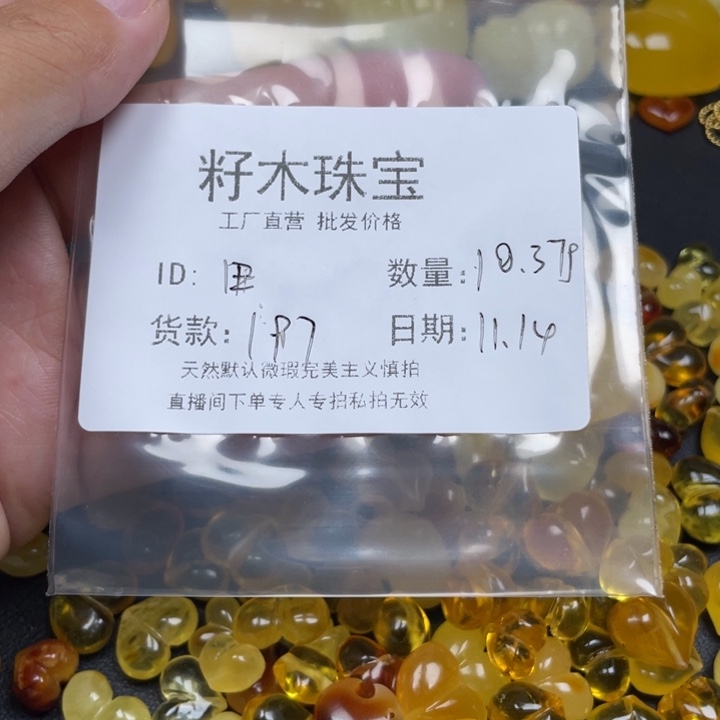 籽木珠宝
工厂直营 批发价格
ID: 数量: 10.37g
货款: 187 日期: 11.14
天然默认微瑕完美主义慎拍
直播间下单专人专拍私拍无效